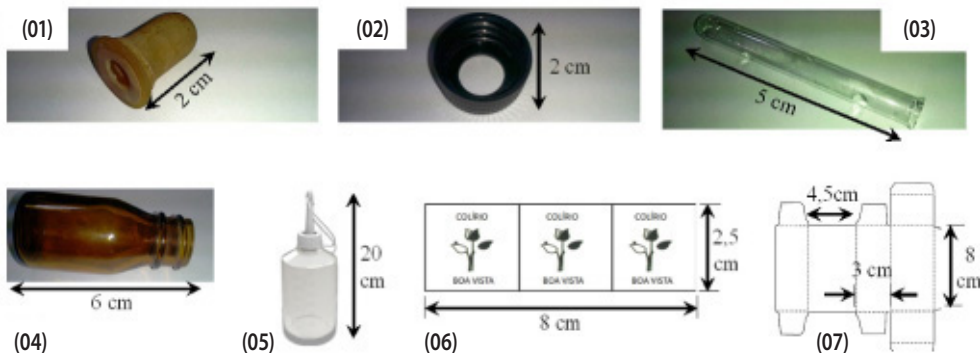 (01)
2 cm
(02)
2 cm
(03)
5 cm
(04)
6 cm
(05)
20
cm
(06)
COLÍRIO
BOA VISTA
COLÍRIO
BOA VISTA
COLÍRIO
BOA VISTA
2,5
cm
8 cm
(07)
4,5cm
3 cm
8
cm